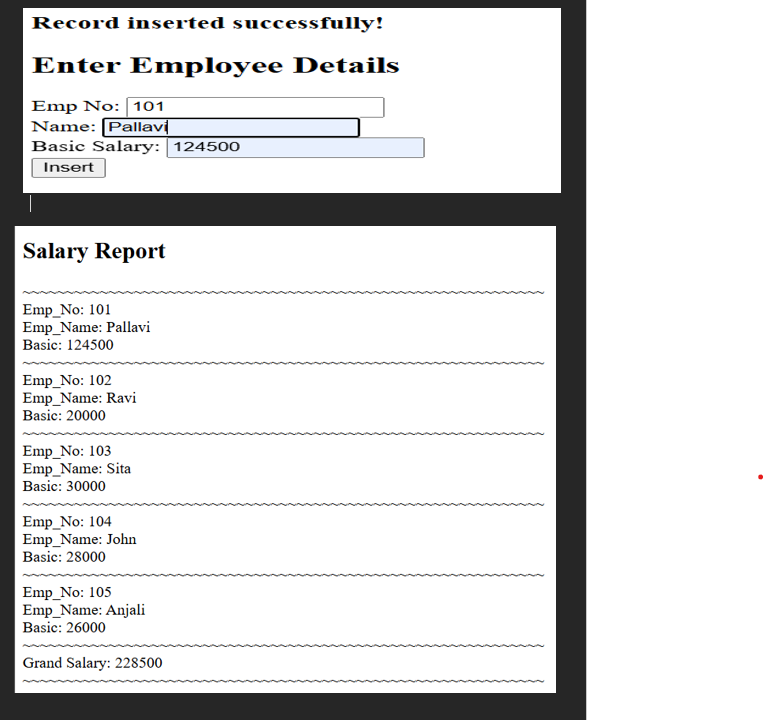 Record inserted successfully!
Enter Employee Details
Emp No: 101
Name: Pallavi
Basic Salary: 124500
Insert
Salary Report
~~~~~~~~~~~~~~~~~~~~~~~~~~~~~~~~~~~~~~~~~~~~~~~~~~~~~~~~~~
Emp_No: 101
Emp_Name: Pallavi
Basic: 124500
~~~~~~~~~~~~~~~~~~~~~~~~~~~~~~~~~~~~~~~~~~~~~~~~~~~~~~~~~~
Emp_No: 102
Emp_Name: Ravi
Basic: 20000
~~~~~~~~~~~~~~~~~~~~~~~~~~~~~~~~~~~~~~~~~~~~~~~~~~~~~~~~~~
Emp_No: 103
Emp_Name: Sita
Basic: 30000
~~~~~~~~~~~~~~~~~~~~~~~~~~~~~~~~~~~~~~~~~~~~~~~~~~~~~~~~~~
Emp_No: 104
Emp_Name: John
Basic: 28000
~~~~~~~~~~~~~~~~~~~~~~~~~~~~~~~~~~~~~~~~~~~~~~~~~~~~~~~~~~
Emp_No: 105
Emp_Name: Anjali
Basic: 26000
~~~~~~~~~~~~~~~~~~~~~~~~~~~~~~~~~~~~~~~~~~~~~~~~~~~~~~~~~~
Grand Salary: 228500
~~~~~~~~~~~~~~~~~~~~~~~~~~~~~~~~~~~~~~~~~~~~~~~~~~~~~~~~~~